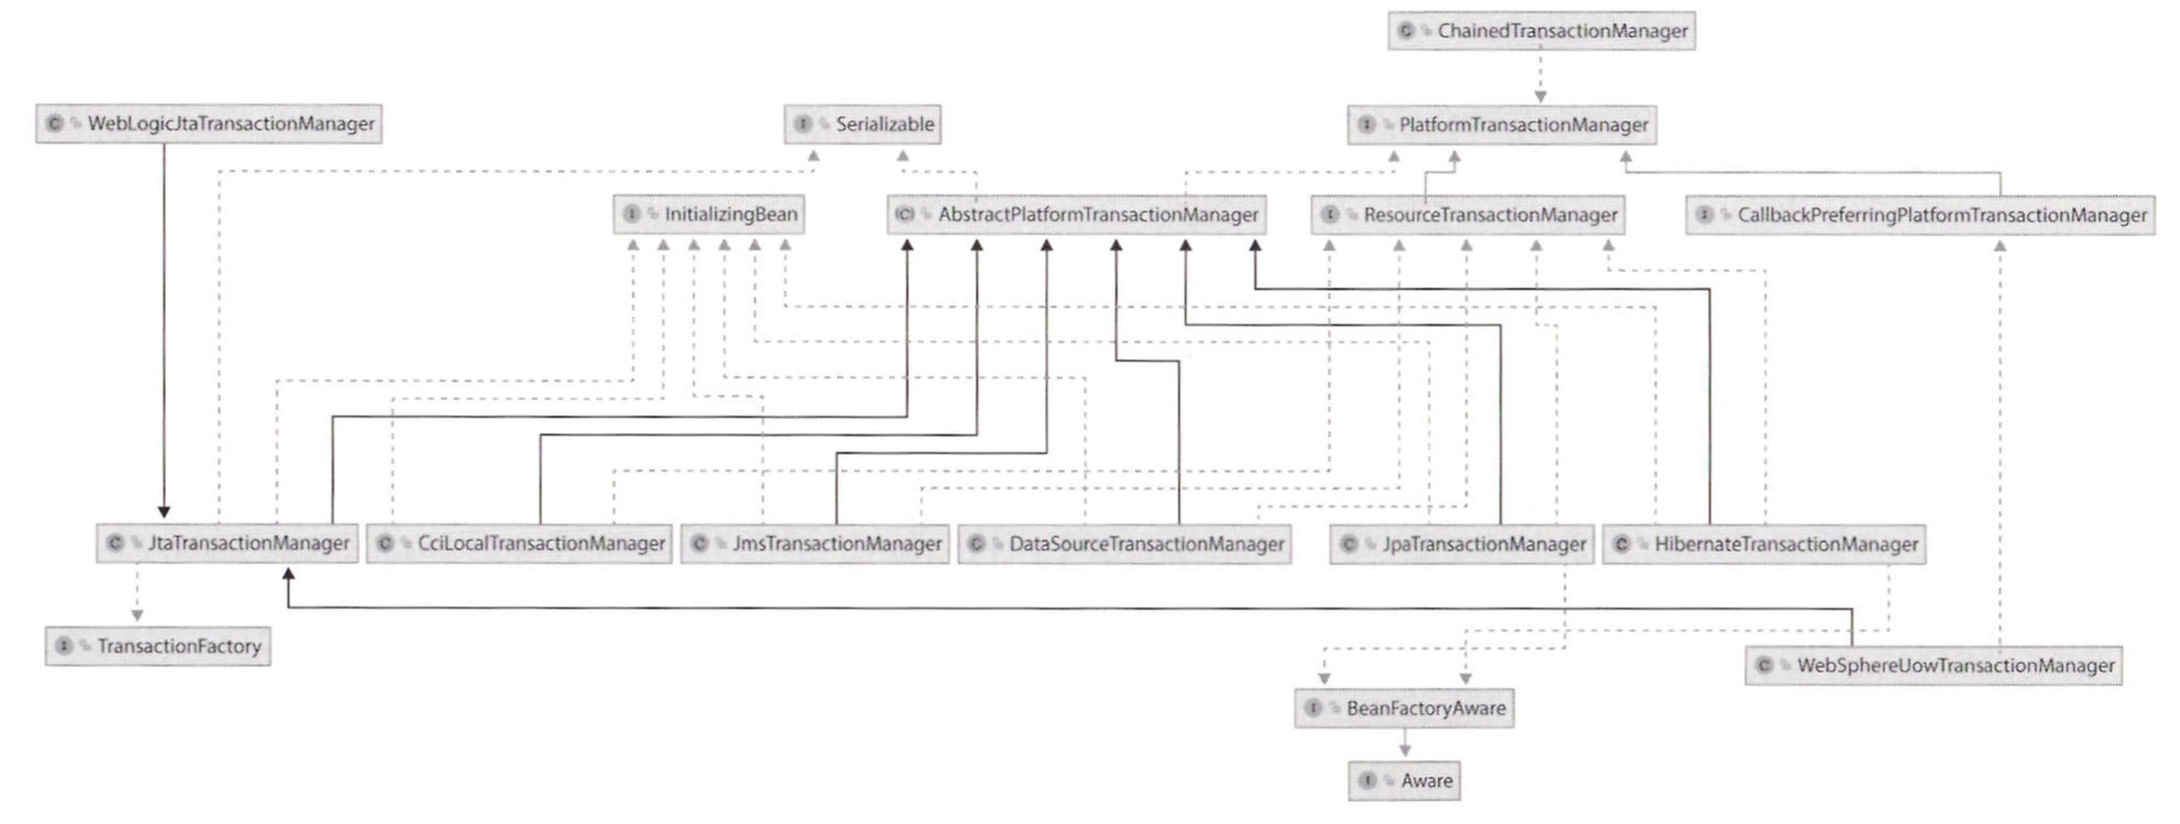 ChainedTransactionManager
WebLogicJtaTransactionManager
Serializable
PlatformTransactionManager
InitializingBean
AbstractPlatformTransactionManager
ResourceTransactionManager
CallbackPreferringPlatformTransactionManager
JtaTransactionManager
CciLocalTransactionManager
JmsTransactionManager
DataSourceTransactionManager
JpaTransactionManager
HibernateTransactionManager
TransactionFactory
WebSphereUowTransactionManager
BeanFactoryAware
Aware